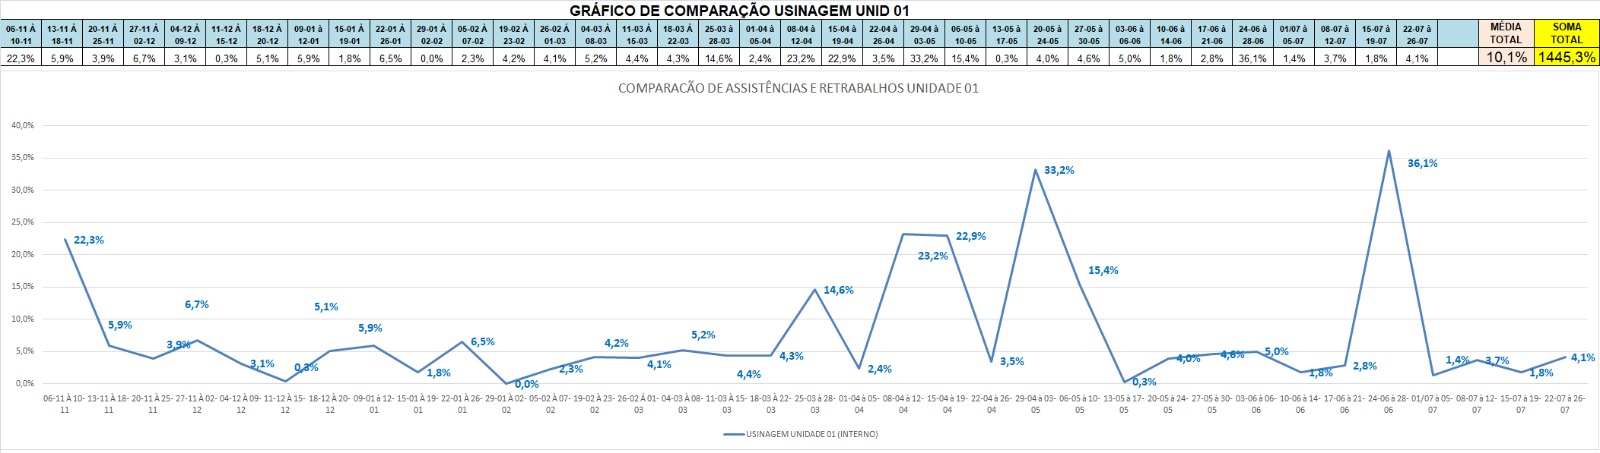 GRÁFICO DE COMPARAÇÃO USINAGEM UNID 01
06-11 À 10-11 13-11 À 18-11 20-11 À 25-11 27-11 À 02-12 04-12 À 09-12 11-12 À 15-12 18-12 À 20-12 09-01 à 12-01 15-01 À 19-01 22-01 À 26-01 29-01 À 02-02 05-02 À 07-02 19-02 À 23-02 26-02 À 01-03 04-03 À 08-03 11-03 À 15-03 18-03 À 22-03 25-03 à 28-03 01-04 à 05-04 08-04 à 12-04 15-04 à 19-04 22-04 à 26-04 29-04 à 03-05 06-05 à 10-05 13-05 à 17-05 20-05 à 24-05 27-05 à 30-05 03-06 à 06-06 10-06 à 14-06 17-06 à 21-06 24-06 à 28-06 01/07 à 05-07 08-07 à 12-07 15-07 à 19-07 22-07 à 26-07 MÉDIA TOTAL SOMA TOTAL
22,3% 5,9% 3,9% 6,7% 3,1% 0,3% 5,1% 5,9% 1,8% 6,5% 0,0% 2,3% 4,2% 4,1% 5,2% 4,4% 4,3% 14,6% 2,4% 23,2% 22,9% 3,5% 33,2% 15,4% 0,3% 4,0% 4,6% 5,0% 1,8% 2,8% 36,1% 1,4% 3,7% 1,8% 4,1% 10,1% 1445,3%
COMPARACÃO DE ASSISTÊNCIAS E RETRABALHOS UNIDADE 01
40,0%
35,0%
30,0%
25,0%
20,0%
15,0%
10,0%
5,0%
0,0%
22,3% 5,9% 3,9% 6,7% 3,1% 0,3% 5,1% 5,9% 1,8% 6,5% 0,0% 2,3% 4,2% 4,1% 5,2% 4,4% 4,3% 14,6% 2,4% 23,2% 22,9% 3,5% 33,2% 15,4% 0,3% 4,0% 4,6% 5,0% 1,8% 2,8% 36,1% 1,4% 3,7% 1,8% 4,1%
06-11 À 10-11 13-11 À 18-11 20-11 À 25-11 27-11 À 02-12 04-12 À 09-12 11-12 À 15-12 18-12 À 20-12 09-01 à 12-01 15-01 À 19-01 22-01 À 26-01 29-01 À 02-02 05-02 À 07-02 19-02 À 23-02 26-02 À 01-03 04-03 À 08-03 11-03 À 15-03 18-03 À 22-03 25-03 à 28-03 01-04 à 05-04 08-04 à 12-04 15-04 à 19-04 22-04 à 26-04 29-04 à 03-05 06-05 à 10-05 13-05 à 17-05 20-05 à 24-05 27-05 à 30-05 03-06 à 06-06 10-06 à 14-06 17-06 à 21-06 24-06 à 28-06 01/07 à 05-07 08-07 à 12-07 15-07 à 19-07 22-07 à 26-07
USINAGEM UNIDADE 01 (INTERNO)